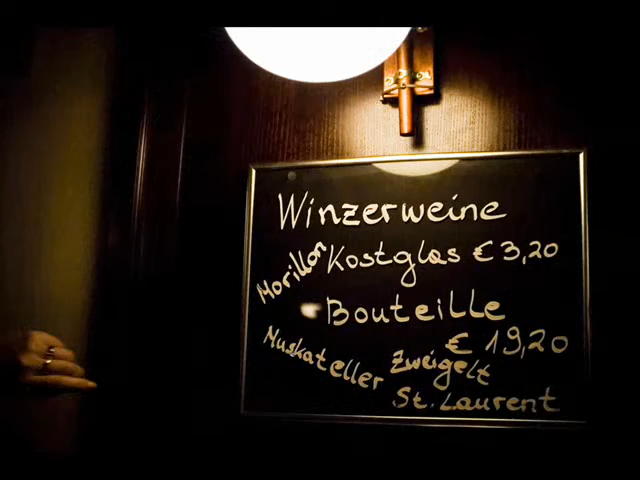 Winzerweine
Morillon
Kostglas € 3,20
Bouteille
€ 19,20
Muskateller
Zweigelt
St. Laurent